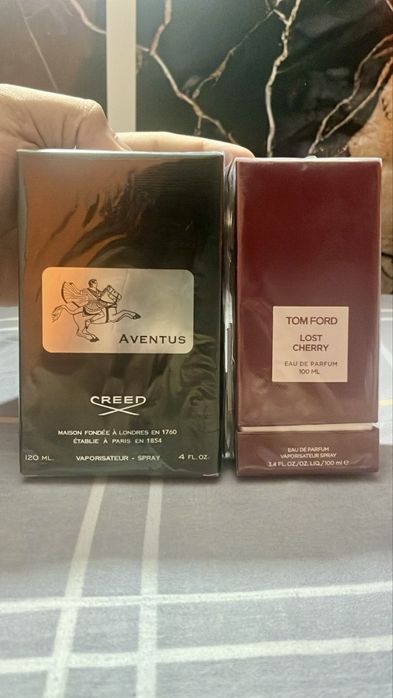 AVENTUS
CREED
MAISON FONDÉE À LONDRES EN 1760
ÉTABLIE À PARIS EN 1854
120 ML. VAPORISATEUR - SPRAY 4 FL.OZ.
TOM FORD
LOST
CHERRY
EAU DE PARFUM
100 ML
EAU DE PARFUM
VAPORISATEUR SPRAY
3.4 FL.OZ./OZ.LIQ./100 ml e